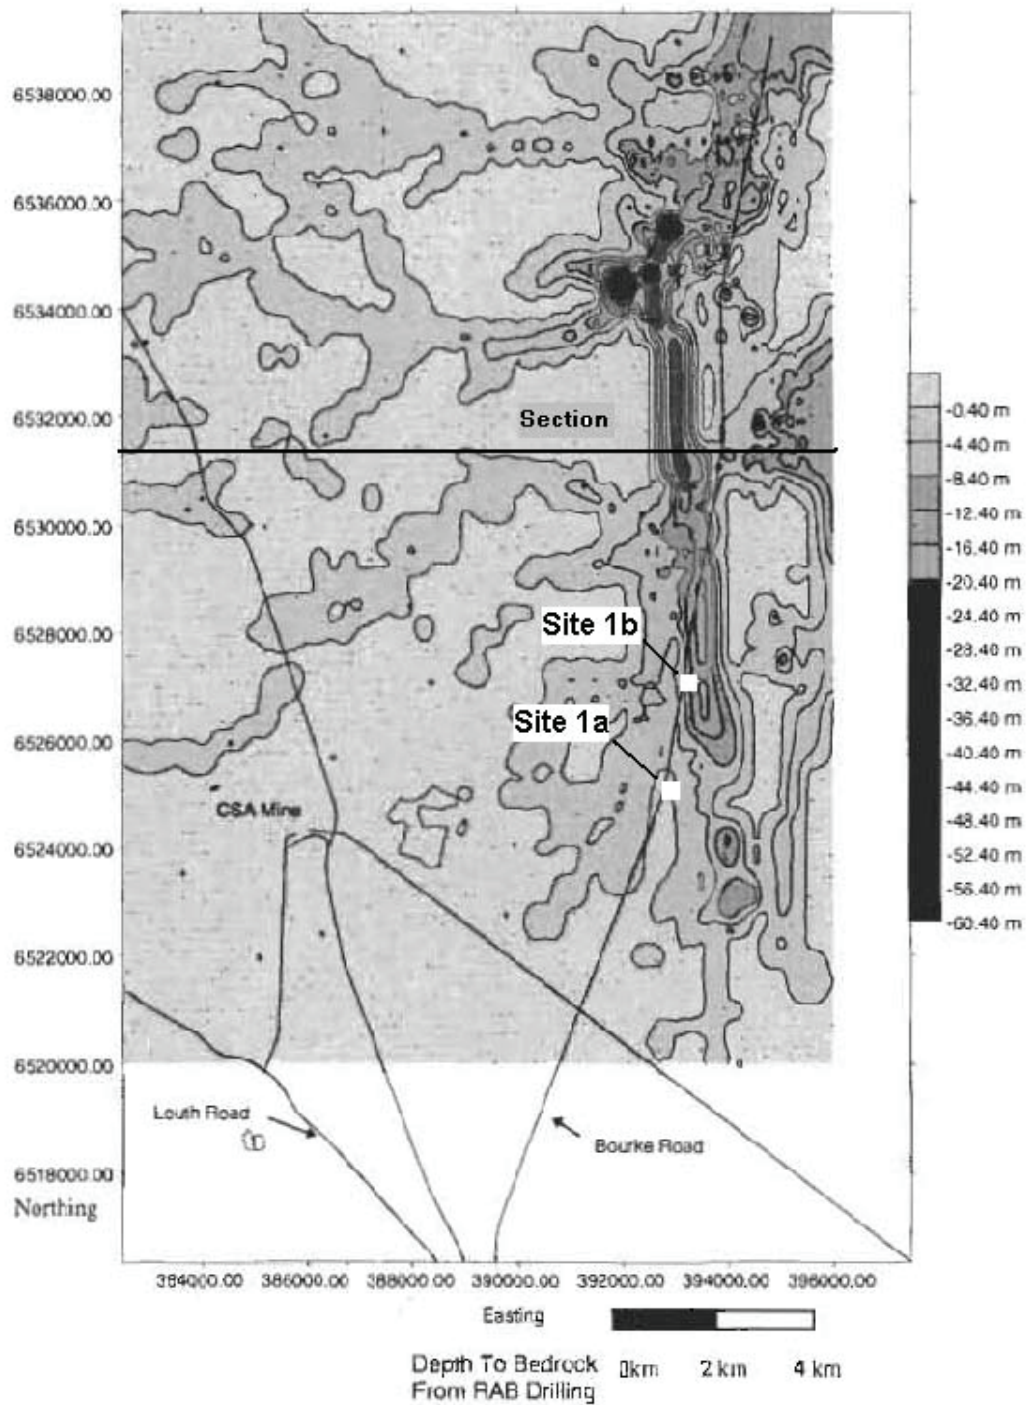 6538000.00
6536000.00
6534000.00
6532000.00
6530000.00
6528000.00
6526000.00
6524000.00
6522000.00
6520000.00
6518000.00
Northing
Section
Site 1b
Site 1a
CSA Mine
Louth Road
Bourke Road
-0.40 m
-4.40 m
-8.40 m
-12.40 m
-16.40 m
-20.40 m
-24.40 m
-28.40 m
-32.40 m
-36.40 m
-40.40 m
-44.40 m
-48.40 m
-52.40 m
-56.40 m
-60.40 m
384000.00 386000.00 388000.00 390000.00 392000.00 394000.00 396000.00
Easting
Depth To Bedrock
From RAB Drilling
0km 2 km 4 km